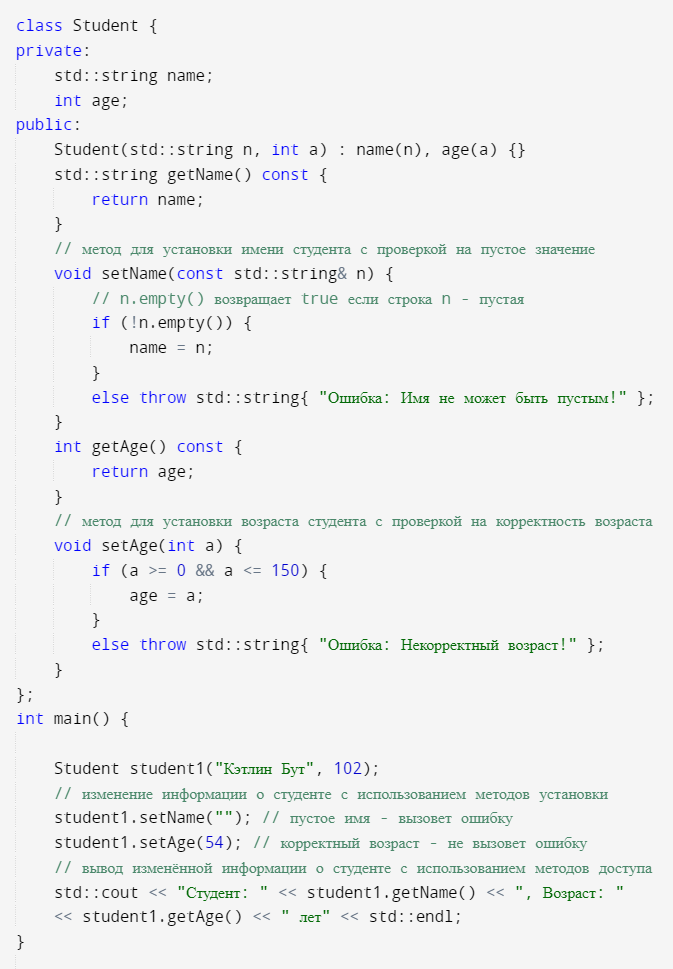 class Student {
private:
    std::string name;
    int age;
public:
    Student(std::string n, int a) : name(n), age(a) {}
    std::string getName() const {
        return name;
    }
    // метод для установки имени студента с проверкой на пустое значение
    void setName(const std::string& n) {
        // n.empty() возвращает true если строка n - пустая
        if (!n.empty()) {
            name = n;
        }
        else throw std::string{ "Ошибка: Имя не может быть пустым!" };
    }
    int getAge() const {
        return age;
    }
    // метод для установки возраста студента с проверкой на корректность возраста
    void setAge(int a) {
        if (a >= 0 && a <= 150) {
            age = a;
        }
        else throw std::string{ "Ошибка: Некорректный возраст!" };
    }
};
int main() {

    Student student1("Кэтлин Бут", 102);
    // изменение информации о студенте с использованием методов установки
    student1.setName(""); // пустое имя - вызовет ошибку
    student1.setAge(54); // корректный возраст - не вызовет ошибку
    // вывод изменённой информации о студенте с использованием методов доступа
    std::cout << "Студент: " << student1.getName() << ", Возраст: "
    << student1.getAge() << " лет" << std::endl;
}